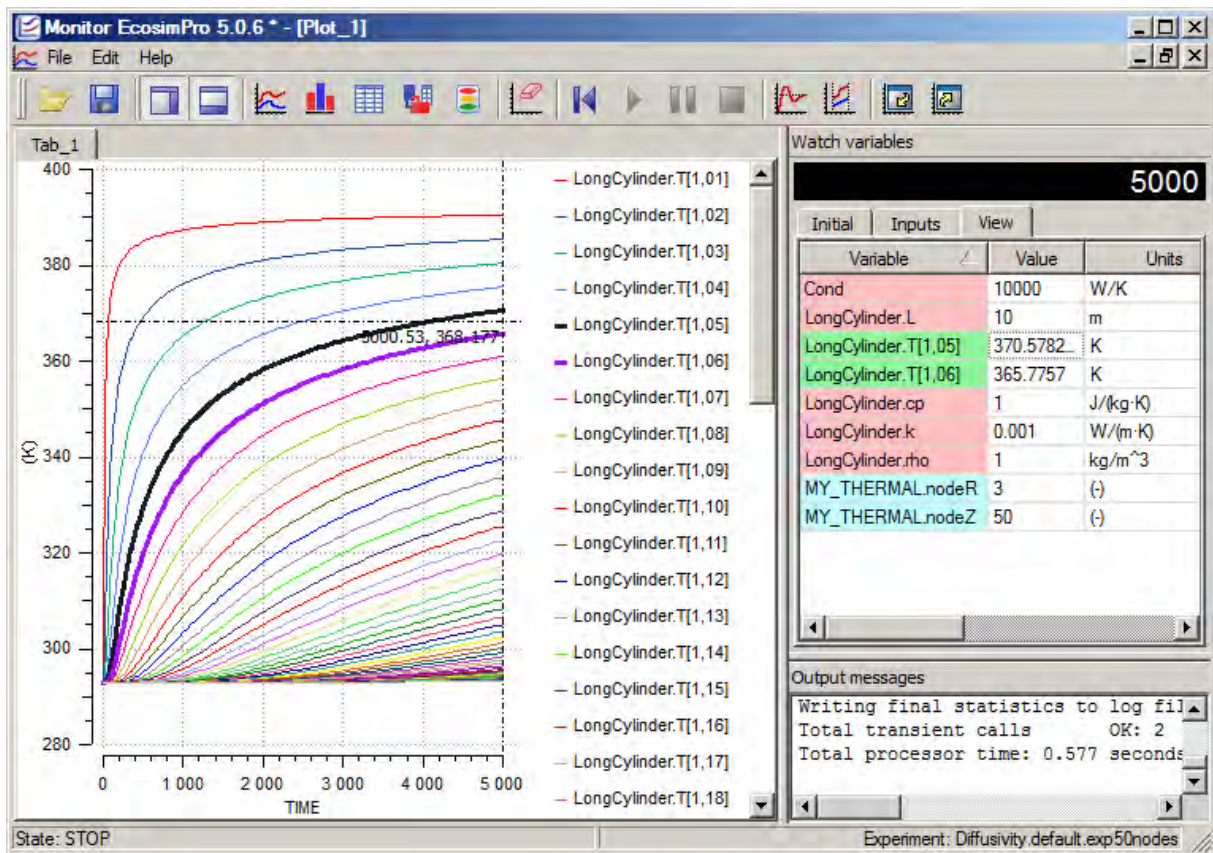 Monitor EcosimPro 5.0.6 * - [Plot_1]
File Edit Help
Tab_1
400
380
360
340
320
300
280
(K)
0 1 000 2 000 3 000 4 000 5 000
TIME
5000.53, 368.177
LongCylinder.T[1,01]
LongCylinder.T[1,02]
LongCylinder.T[1,03]
LongCylinder.T[1,04]
LongCylinder.T[1,05]
LongCylinder.T[1,06]
LongCylinder.T[1,07]
LongCylinder.T[1,08]
LongCylinder.T[1,09]
LongCylinder.T[1,10]
LongCylinder.T[1,11]
LongCylinder.T[1,12]
LongCylinder.T[1,13]
LongCylinder.T[1,14]
LongCylinder.T[1,15]
LongCylinder.T[1,16]
LongCylinder.T[1,17]
LongCylinder.T[1,18]
Watch variables
5000
Initial Inputs View
Variable Value Units
Cond 10000 W/K
LongCylinder.L 10 m
LongCylinder.T[1,05] 370.5782... K
LongCylinder.T[1,06] 365.7757 K
LongCylinder.cp 1 J/(kg·K)
LongCylinder.k 0.001 W/(m·K)
LongCylinder.rho 1 kg/m^3
MY_THERMAL.nodeR 3 (-)
MY_THERMAL.nodeZ 50 (-)
Output messages
Writing final statistics to log fil
Total transient calls OK: 2
Total processor time: 0.577 seconds
State: STOP
Experiment: Diffusivity.default.exp50nodes